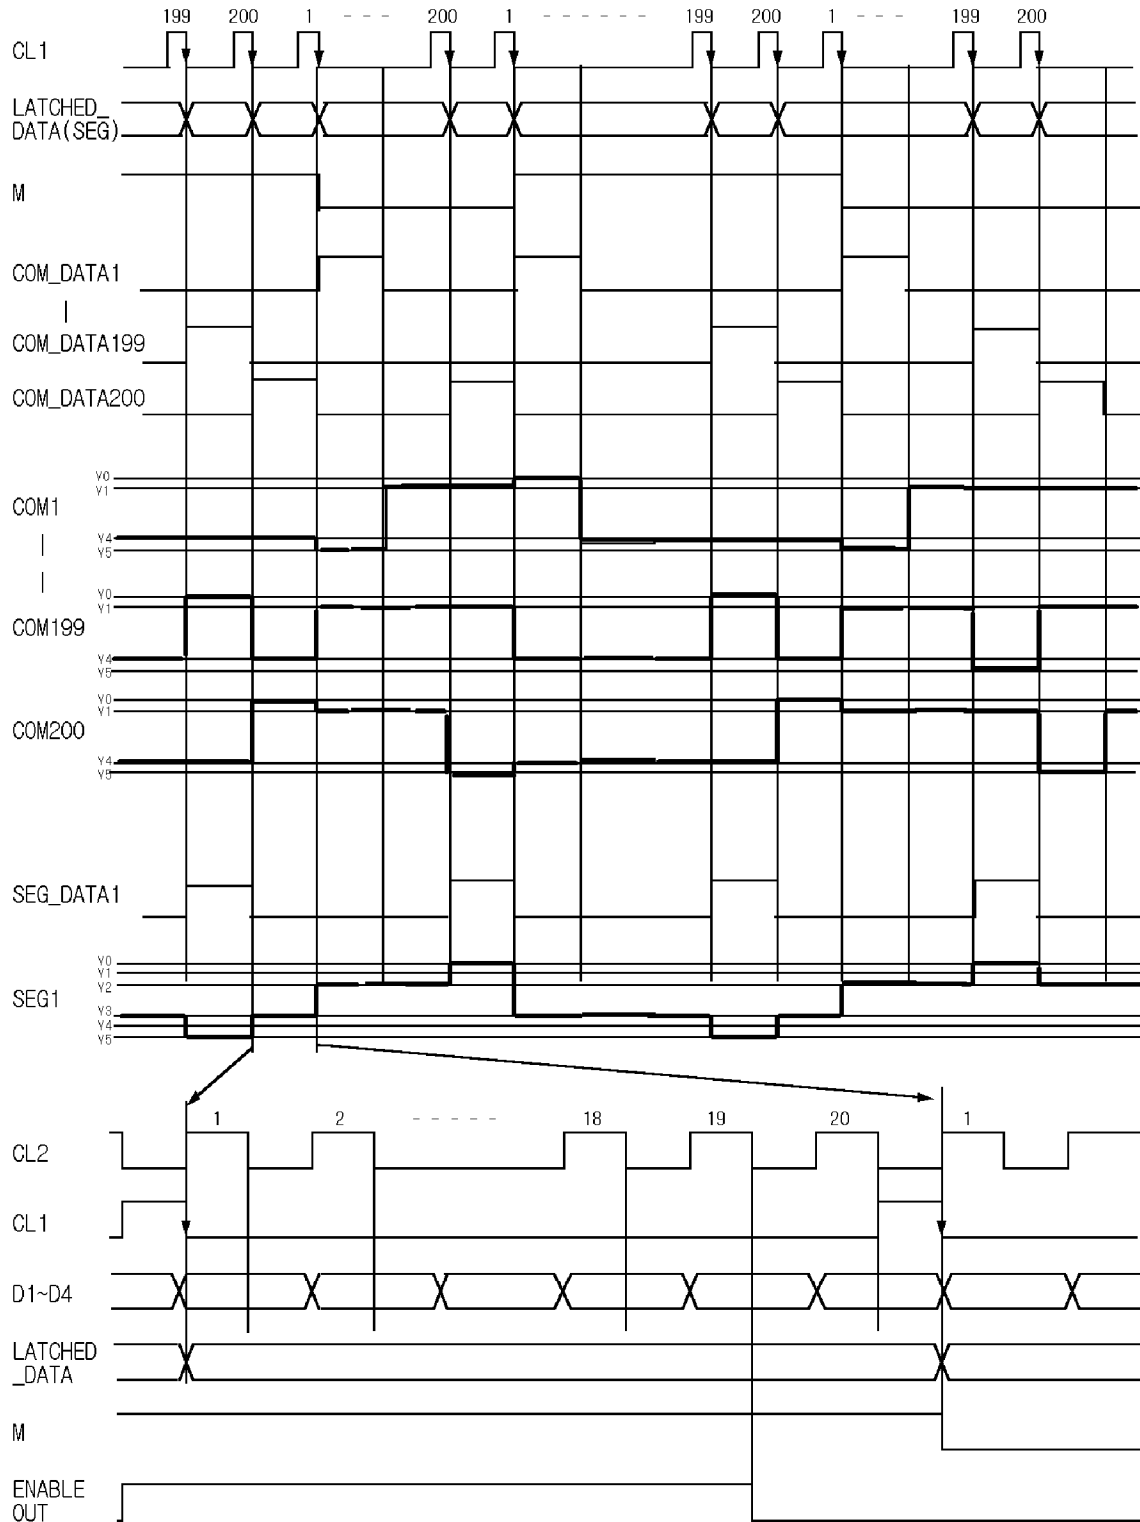 199 200 1 - - - - 200 1 - - - - - - - 199 200 1 - - - - 199 200
CL1
LATCHED_
DATA(SEG)
M
COM_DATA1
|
COM_DATA199
COM_DATA200
V0
V1
COM1
|
V4
V5
|
V0
V1
COM199
V4
V5
V0
V1
COM200
V4
V5
SEG_DATA1
V0
V1
V2
SEG1
V3
V4
V5
1 2 - - - - - - 18 19 20 1
CL2
CL1
D1~D4
LATCHED
_DATA
M
ENABLE
OUT